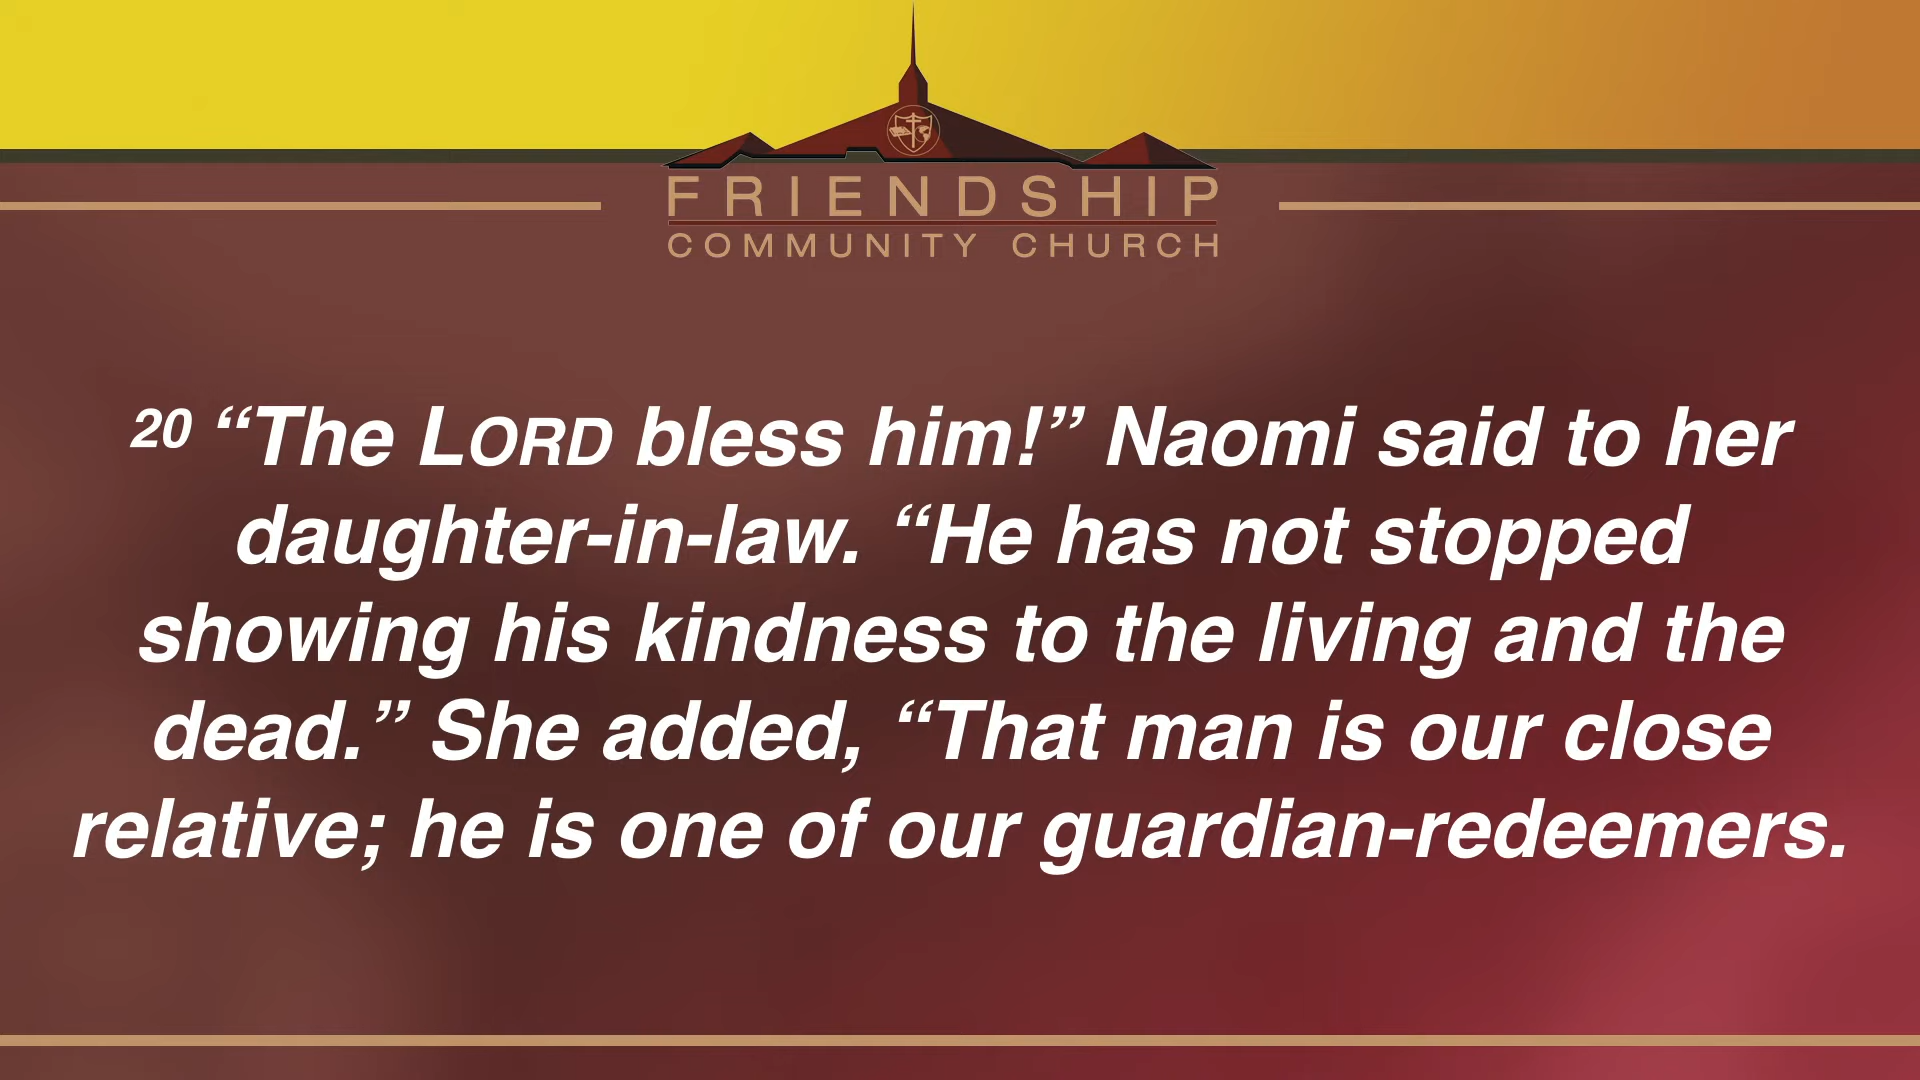 FRIENDSHIP
COMMUNITY CHURCH
20 “The LORD bless him!” Naomi said to her
daughter-in-law. “He has not stopped
showing his kindness to the living and the
dead.” She added, “That man is our close
relative; he is one of our guardian-redeemers.